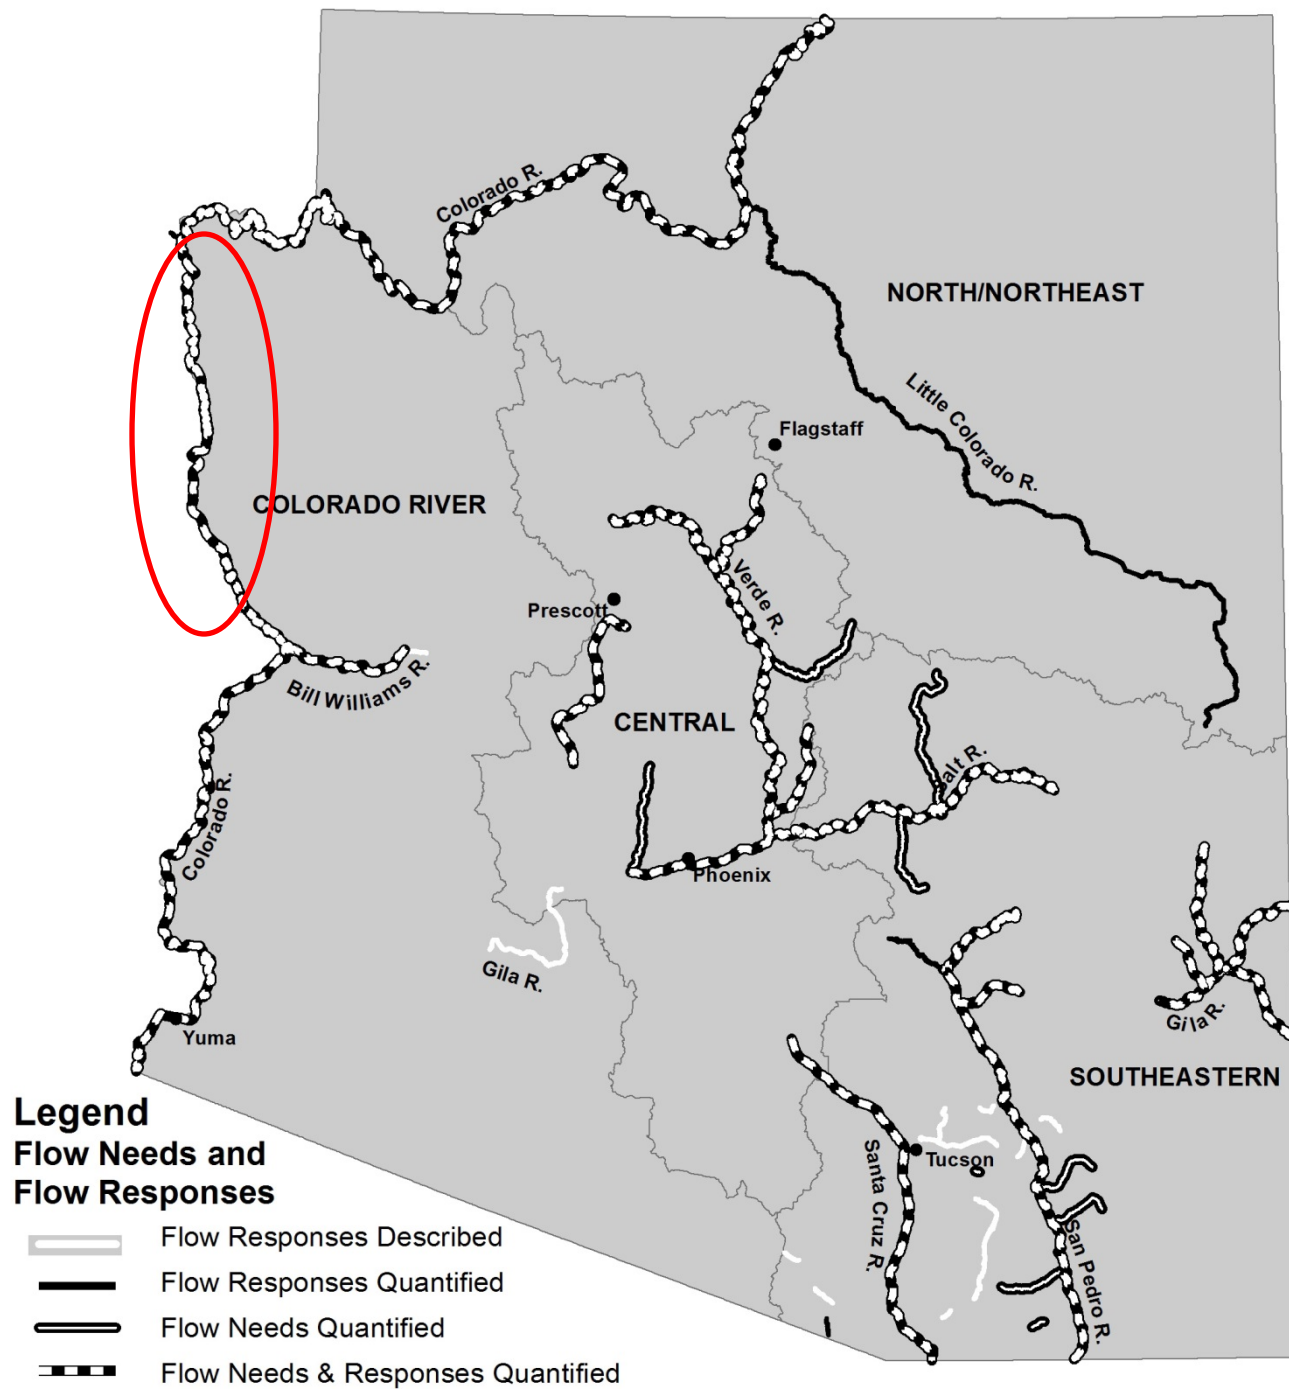 Colorado R.
NORTH/NORTHEAST
Little Colorado R.
Flagstaff
COLORADO RIVER
Verde R.
Prescott
Bill Williams R.
CENTRAL
Salt R.
Colorado R.
Phoenix
Gila R.
Gila R.
Yuma
SOUTHEASTERN
Tucson
Santa Cruz R.
San Pedro R.
Legend
Flow Needs and
Flow Responses
Flow Responses Described
Flow Responses Quantified
Flow Needs Quantified
Flow Needs & Responses Quantified